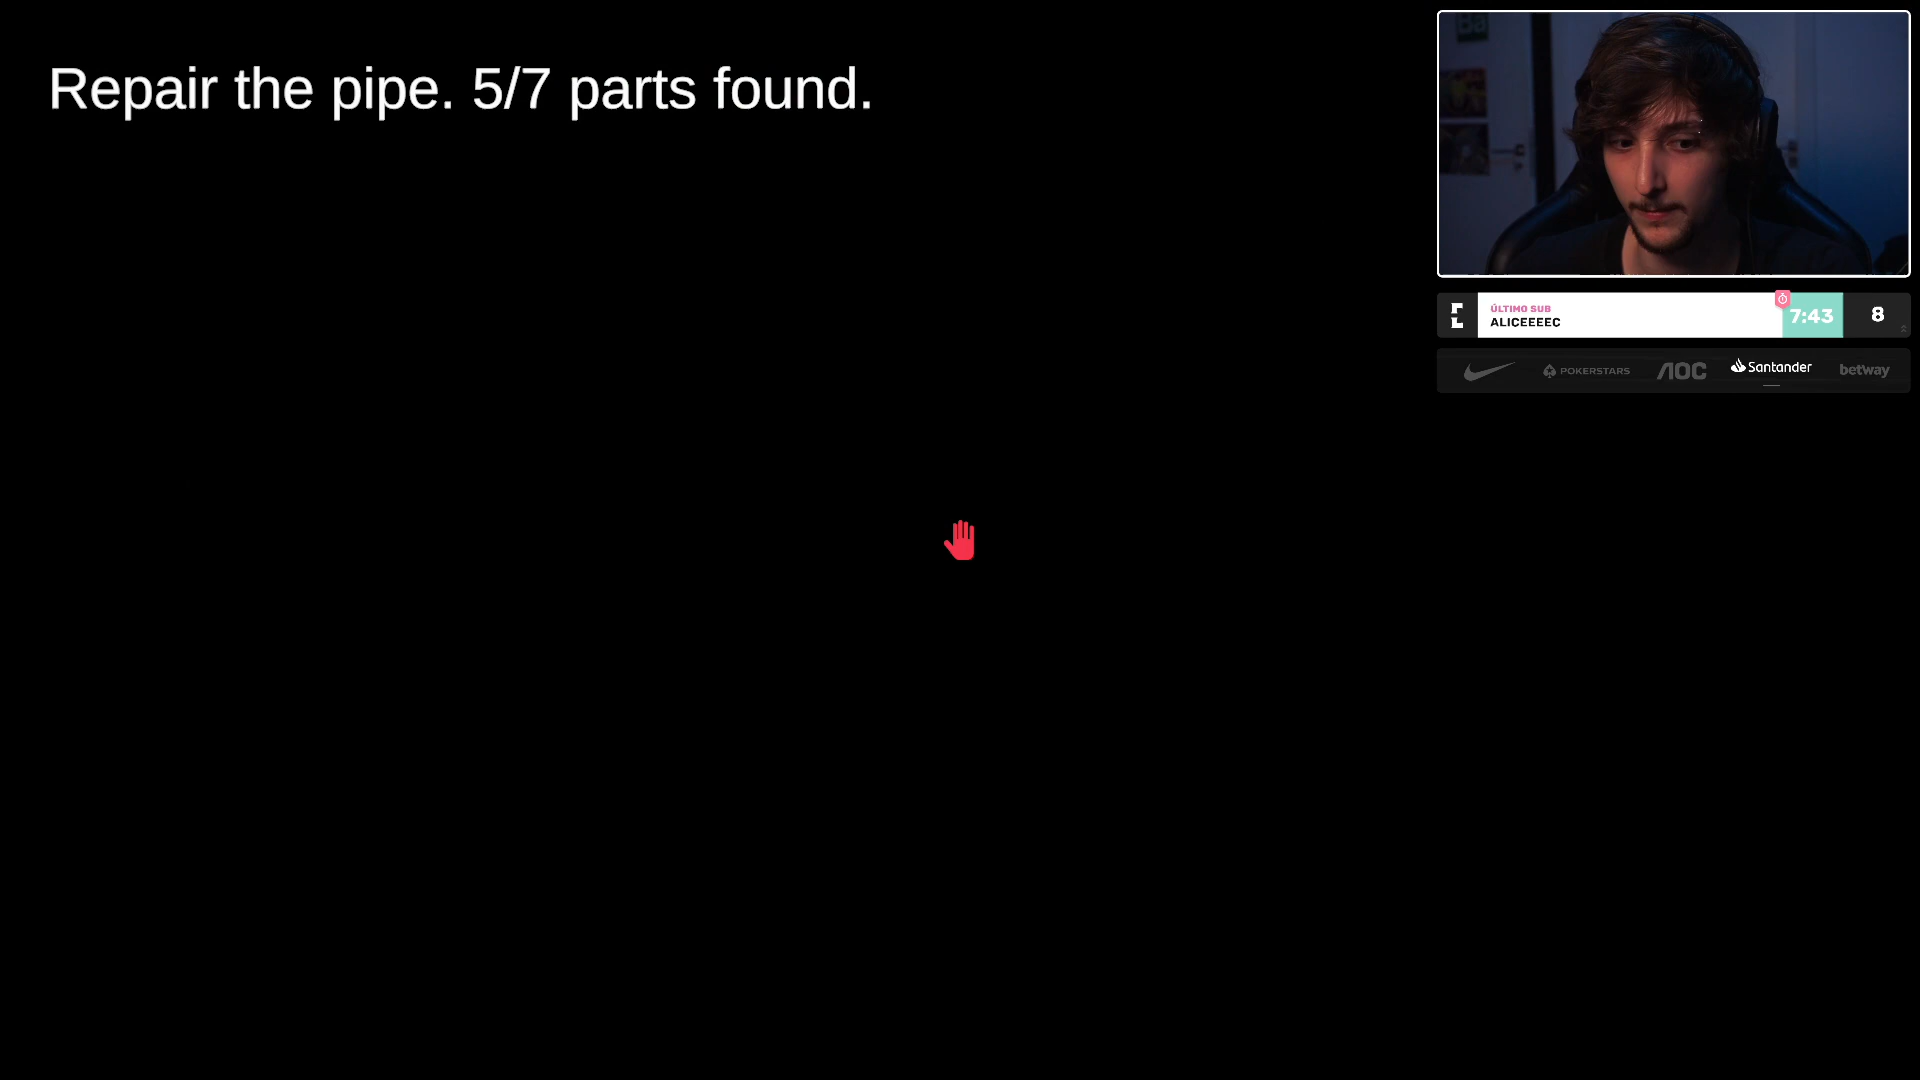 Repair the pipe. 5/7 parts found.
ÚLTIMO SUB
ALICEEEEC
7:43
8
POKERSTARS
AOC
Santander
betway